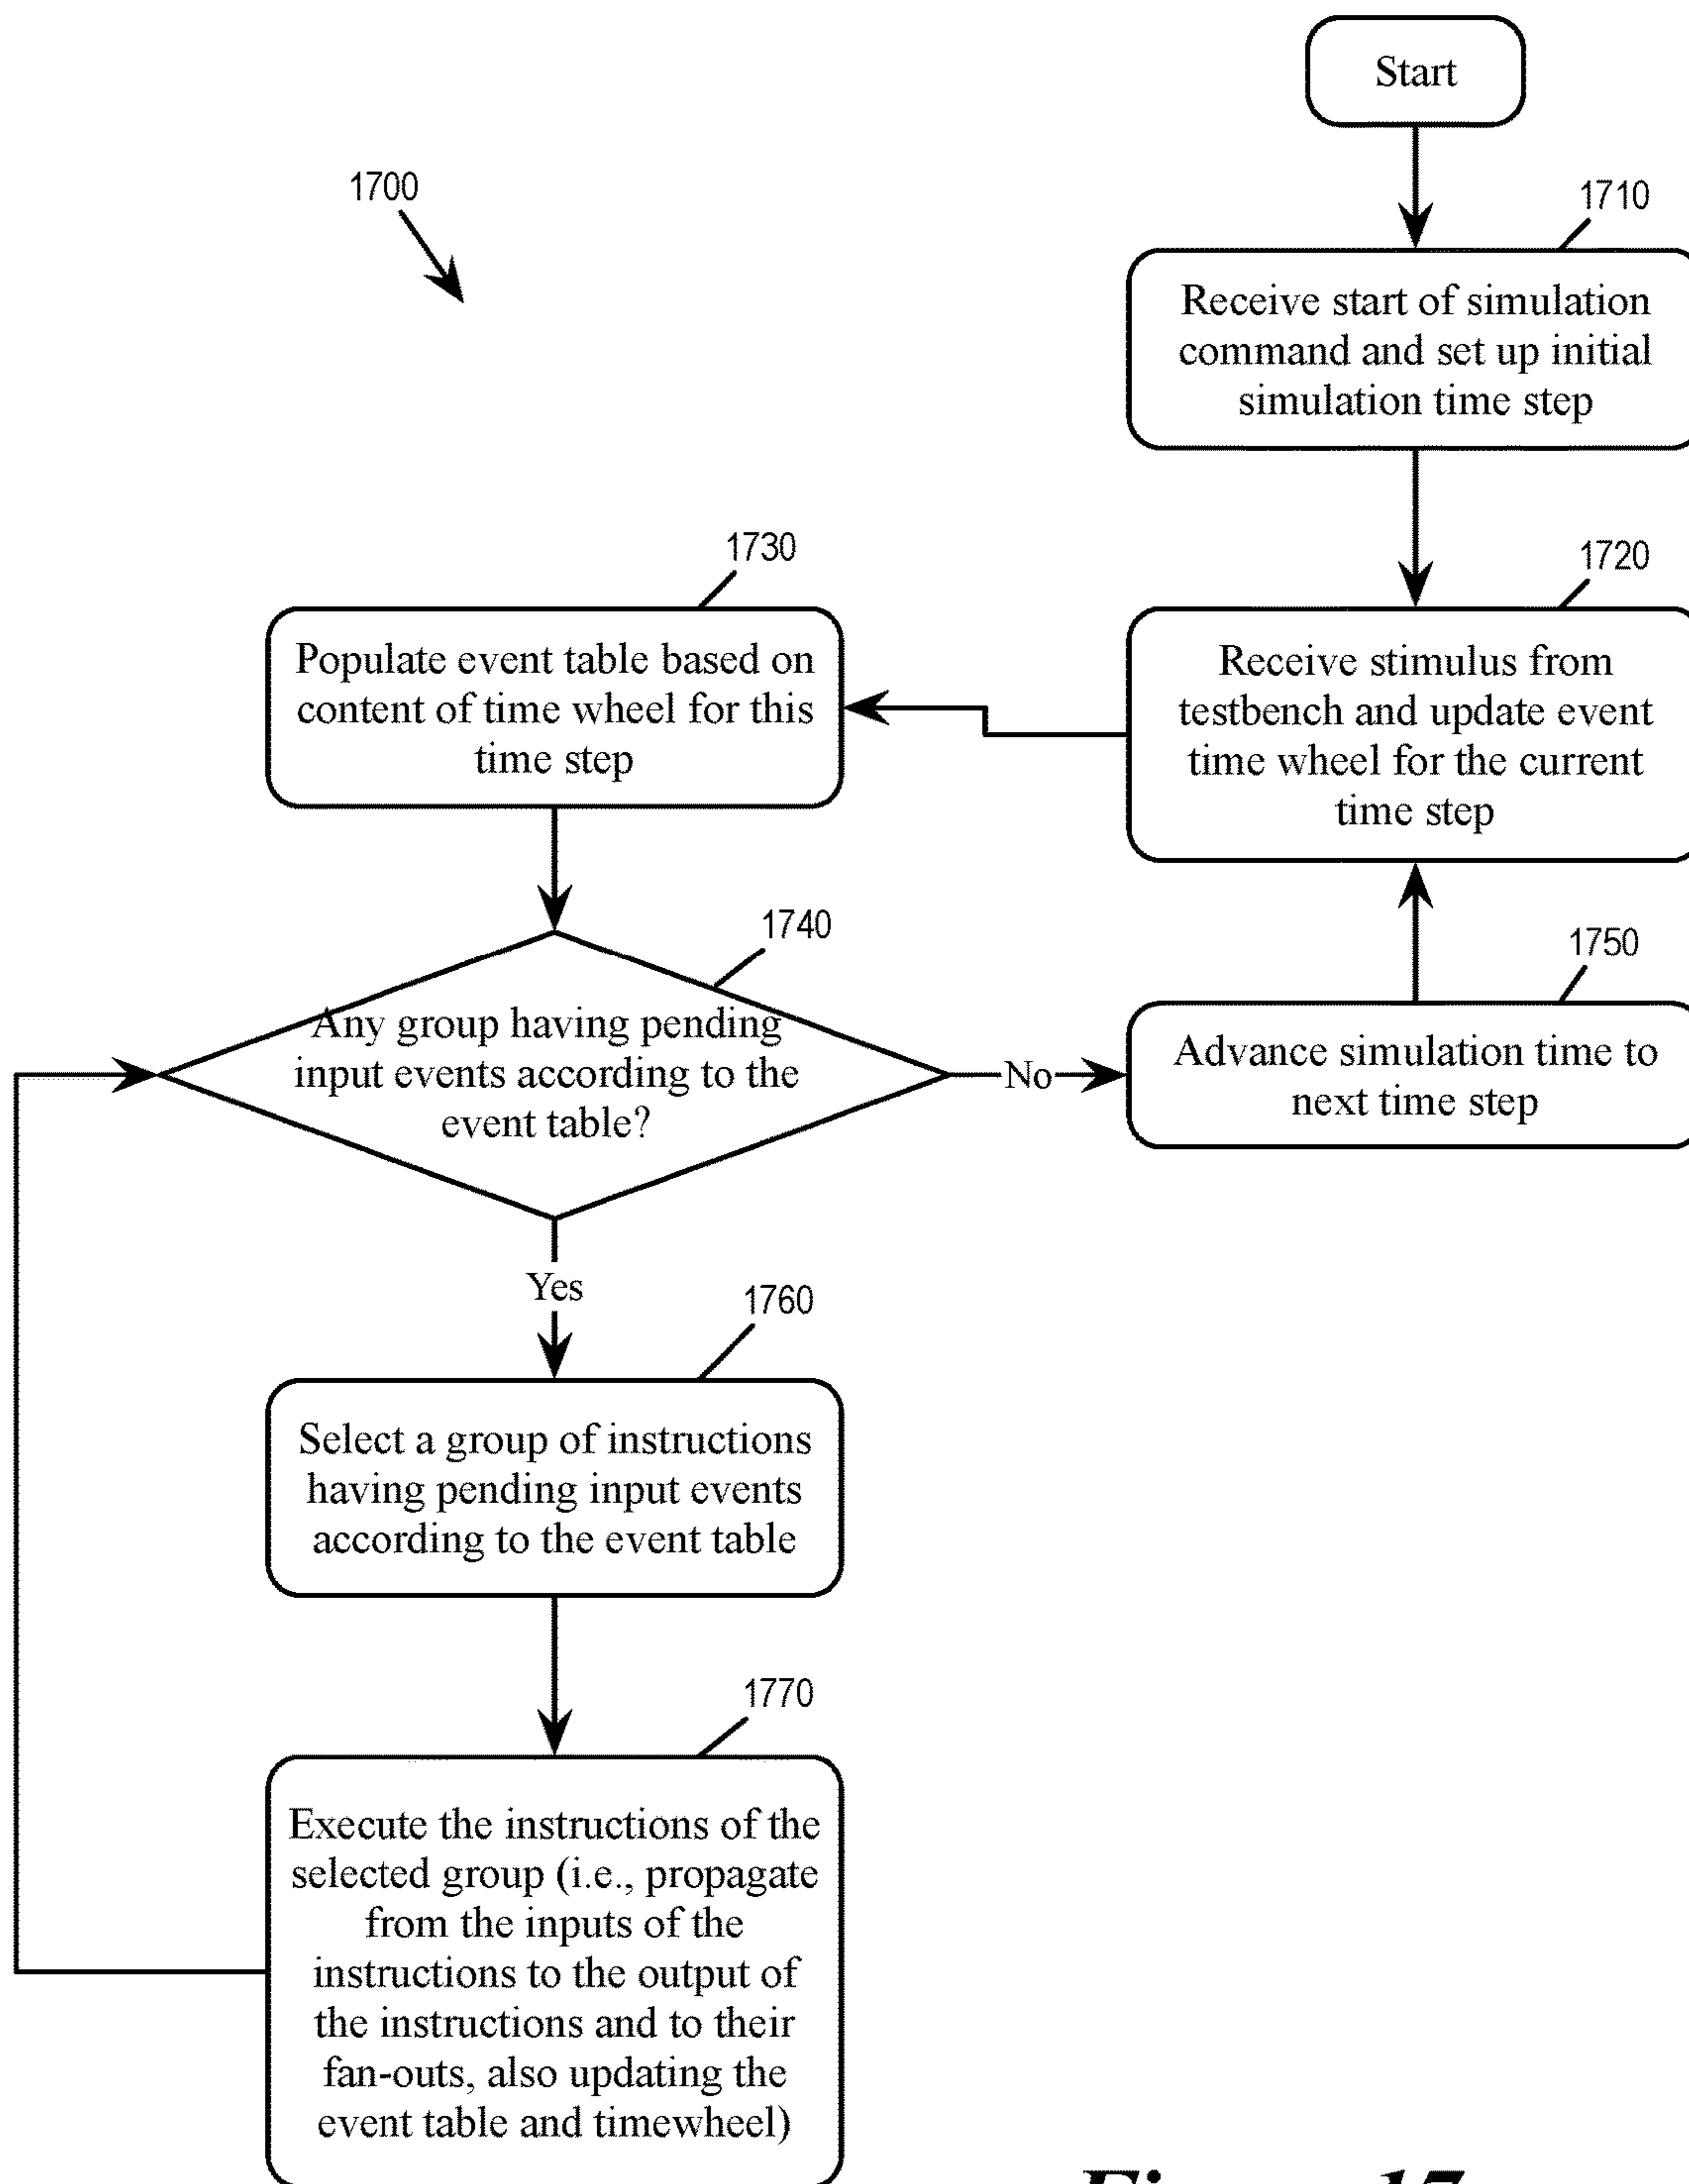 Start
1700
1710
Receive start of simulation
command and set up initial
simulation time step
1730
1720
Populate event table based on
content of time wheel for this
time step
Receive stimulus from
testbench and update event
time wheel for the current
time step
1740
1750
Any group having pending
input events according to the
event table?
No
Advance simulation time to
next time step
Yes
1760
Select a group of instructions
having pending input events
according to the event table
1770
Execute the instructions of the
selected group (i.e., propagate
from the inputs of the
instructions to the output of
the instructions and to their
fan-outs, also updating the
event table and timewheel)